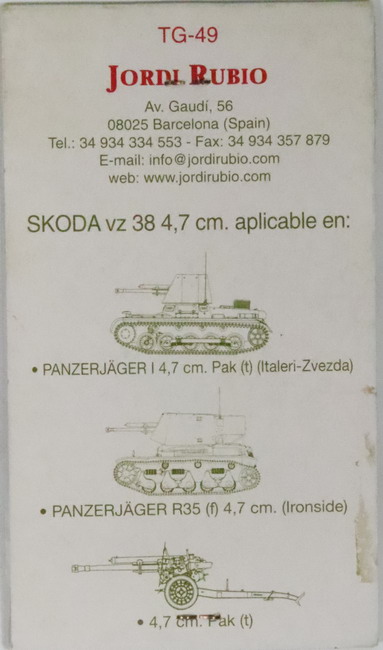 TG-49
JORDI RUBIO
Av. Gaudí, 56
08025 Barcelona (Spain)
Tel.: 34 934 334 553 - Fax: 34 934 357 879
E-mail: info@jordirubio.com
web: www.jordirubio.com
SKODA vz 38 4,7 cm. aplicable en:
• PANZERJÄGER I 4,7 cm. Pak (t) (Italeri-Zvezda)
• PANZERJÄGER R35 (f) 4,7 cm. (Ironside)
• 4,7 cm. Pak (t)